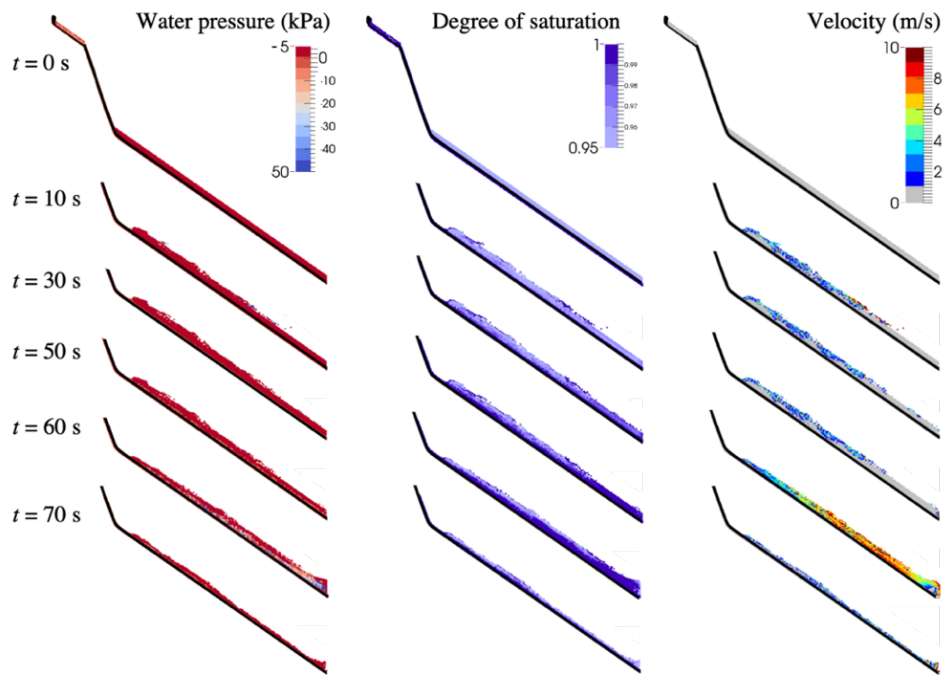 Water pressure (kPa)
Degree of saturation
Velocity (m/s)
t = 0 s
- 5
0
-10
-20
-30
-40
50
1
0.99
0.98
0.97
0.96
0.95
10
8
6
4
2
0
t = 10 s
t = 30 s
t = 50 s
t = 60 s
t = 70 s